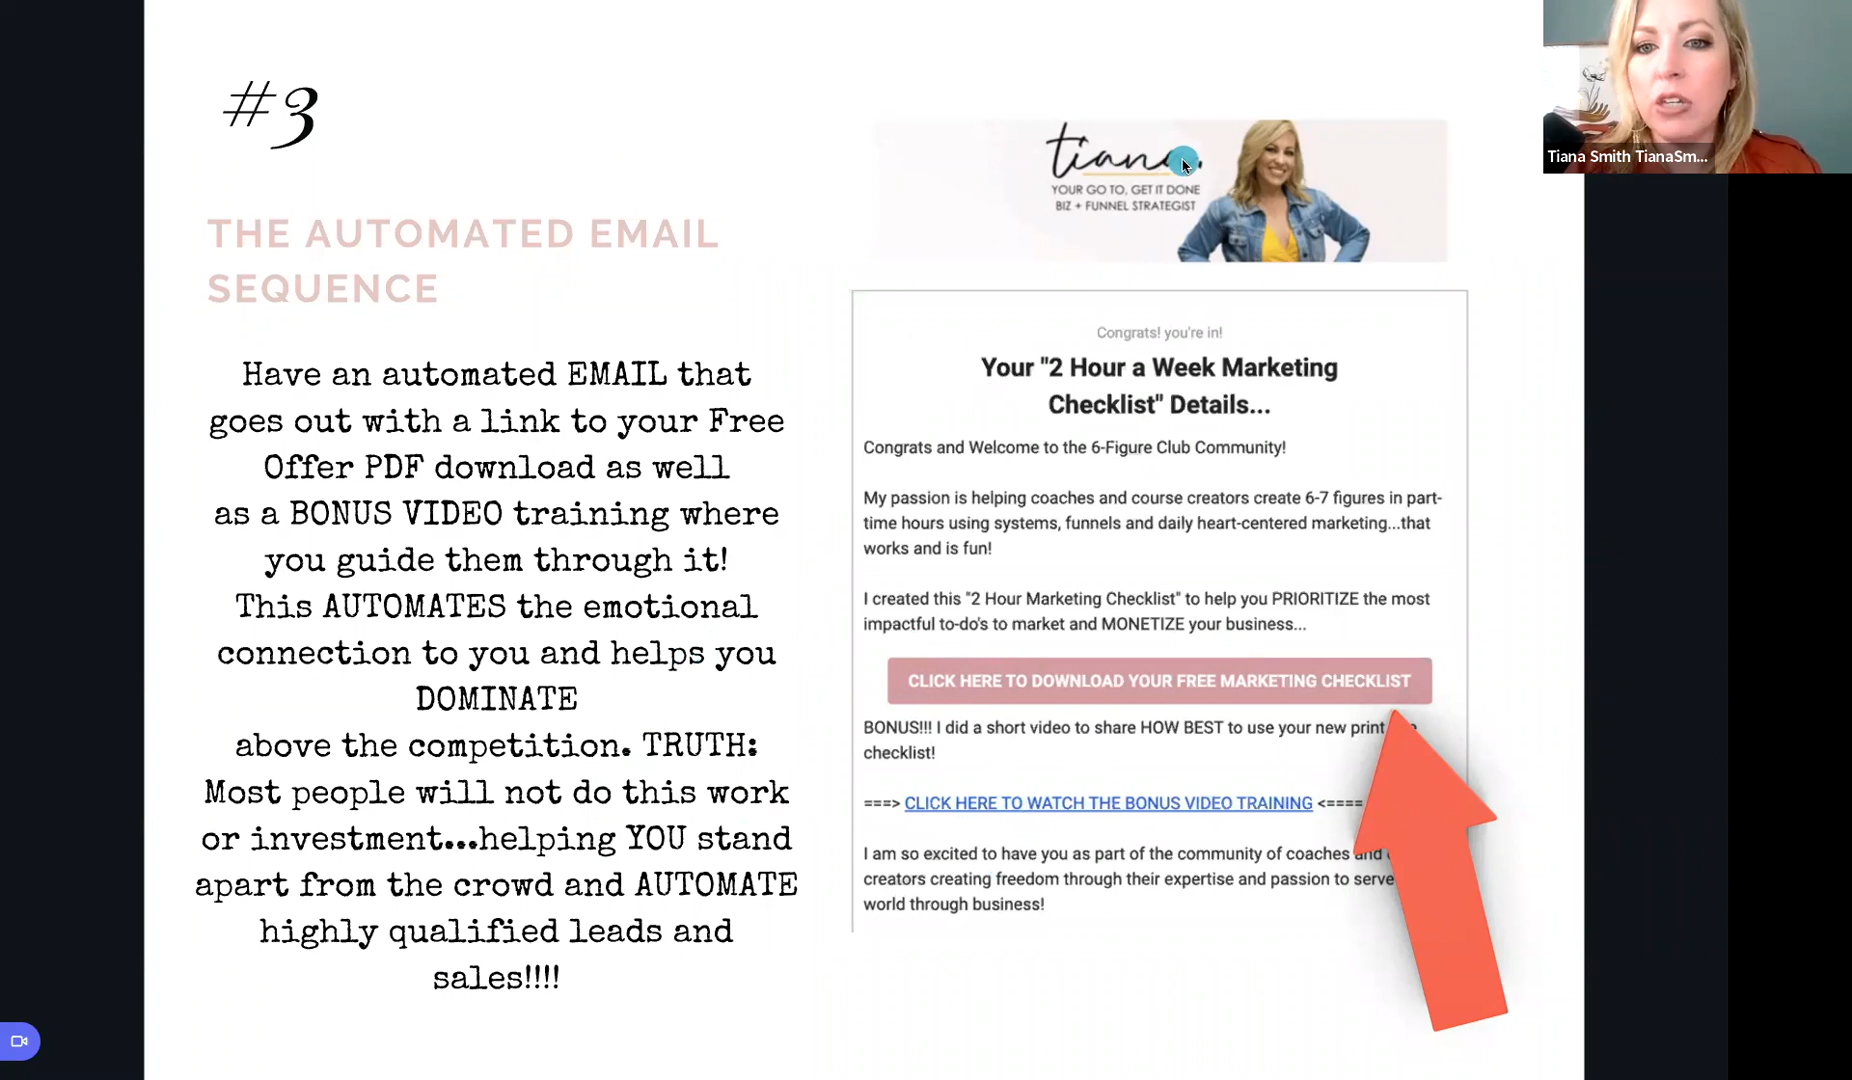 #3
THE AUTOMATED EMAIL
SEQUENCE
Have an automated EMAIL that
goes out with a link to your Free
Offer PDF download as well
as a BONUS VIDEO training where
you guide them through it!
This AUTOMATES the emotional
connection to you and helps you
DOMINATE
above the competition. TRUTH:
Most people will not do this work
or investment...helping YOU stand
apart from the crowd and AUTOMATE
highly qualified leads and
sales!!!!
tiana.
YOUR GO TO, GET IT DONE
BIZ + FUNNEL STRATEGIST
Congrats! you're in!
Your "2 Hour a Week Marketing
Checklist" Details...
Congrats and Welcome to the 6-Figure Club Community!
My passion is helping coaches and course creators create 6-7 figures in part-
time hours using systems, funnels and daily heart-centered marketing...that
works and is fun!
I created this "2 Hour Marketing Checklist" to help you PRIORITIZE the most
impactful to-do's to market and MONETIZE your business...
CLICK HERE TO DOWNLOAD YOUR FREE MARKETING CHECKLIST
BONUS!!! I did a short video to share HOW BEST to use your new print
checklist!
===> CLICK HERE TO WATCH THE BONUS VIDEO TRAINING <====
I am so excited to have you as part of the community of coaches and
creators creating freedom through their expertise and passion to serve
world through business!
Tiana Smith TianaSm...